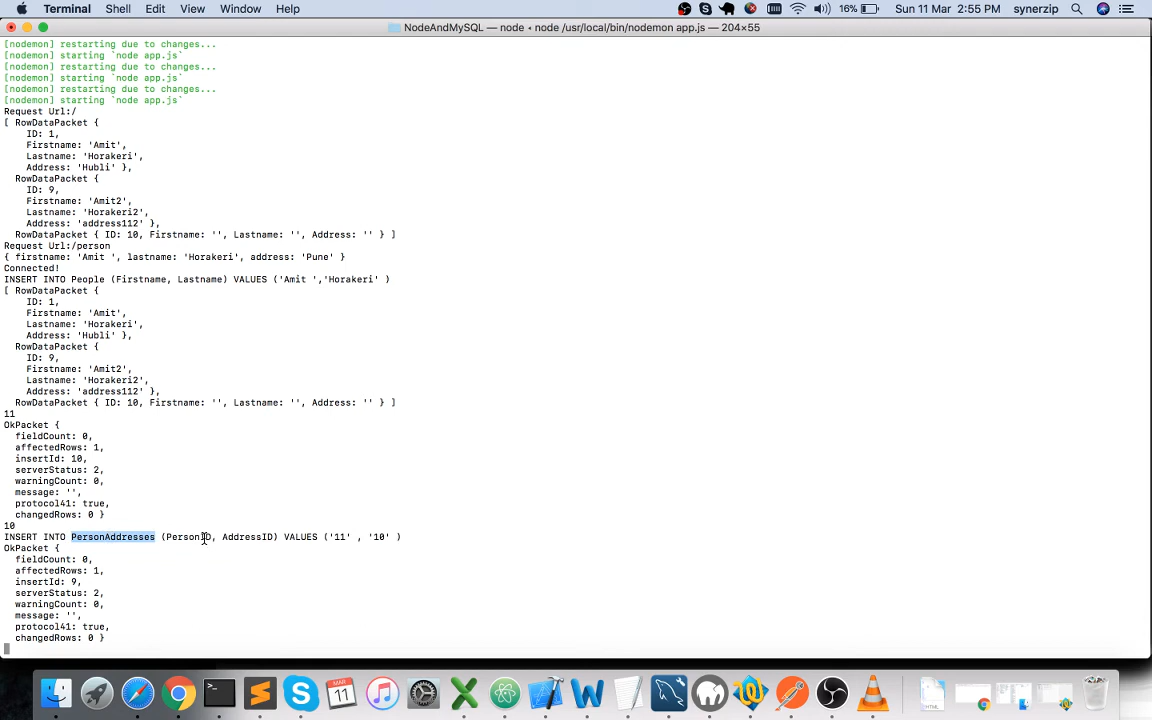 Terminal Shell Edit View Window Help 16% Sun 11 Mar 2:55 PM synerzip
NodeAndMySQL — node ◂ node /usr/local/bin/nodemon app.js — 204×55
[nodemon] restarting due to changes...
[nodemon] starting `node app.js`
[nodemon] restarting due to changes...
[nodemon] starting `node app.js`
[nodemon] restarting due to changes...
[nodemon] starting `node app.js`
Request Url:/
[ RowDataPacket {
ID: 1,
Firstname: 'Amit',
Lastname: 'Horakeri',
Address: 'Hubli' },
RowDataPacket {
ID: 9,
Firstname: 'Amit2',
Lastname: 'Horakeri2',
Address: 'address112' },
RowDataPacket { ID: 10, Firstname: '', Lastname: '', Address: '' } ]
Request Url:/person
{ firstname: 'Amit ', lastname: 'Horakeri', address: 'Pune' }
Connected!
INSERT INTO People (Firstname, Lastname) VALUES ('Amit ','Horakeri' )
[ RowDataPacket {
ID: 1,
Firstname: 'Amit',
Lastname: 'Horakeri',
Address: 'Hubli' },
RowDataPacket {
ID: 9,
Firstname: 'Amit2',
Lastname: 'Horakeri2',
Address: 'address112' },
RowDataPacket { ID: 10, Firstname: '', Lastname: '', Address: '' } ]
11
OkPacket {
fieldCount: 0,
affectedRows: 1,
insertId: 10,
serverStatus: 2,
warningCount: 0,
message: '',
protocol41: true,
changedRows: 0 }
10
INSERT INTO PersonAddresses (PersonID, AddressID) VALUES ('11' , '10' )
OkPacket {
fieldCount: 0,
affectedRows: 1,
insertId: 9,
serverStatus: 2,
warningCount: 0,
message: '',
protocol41: true,
changedRows: 0 }
MAR
11